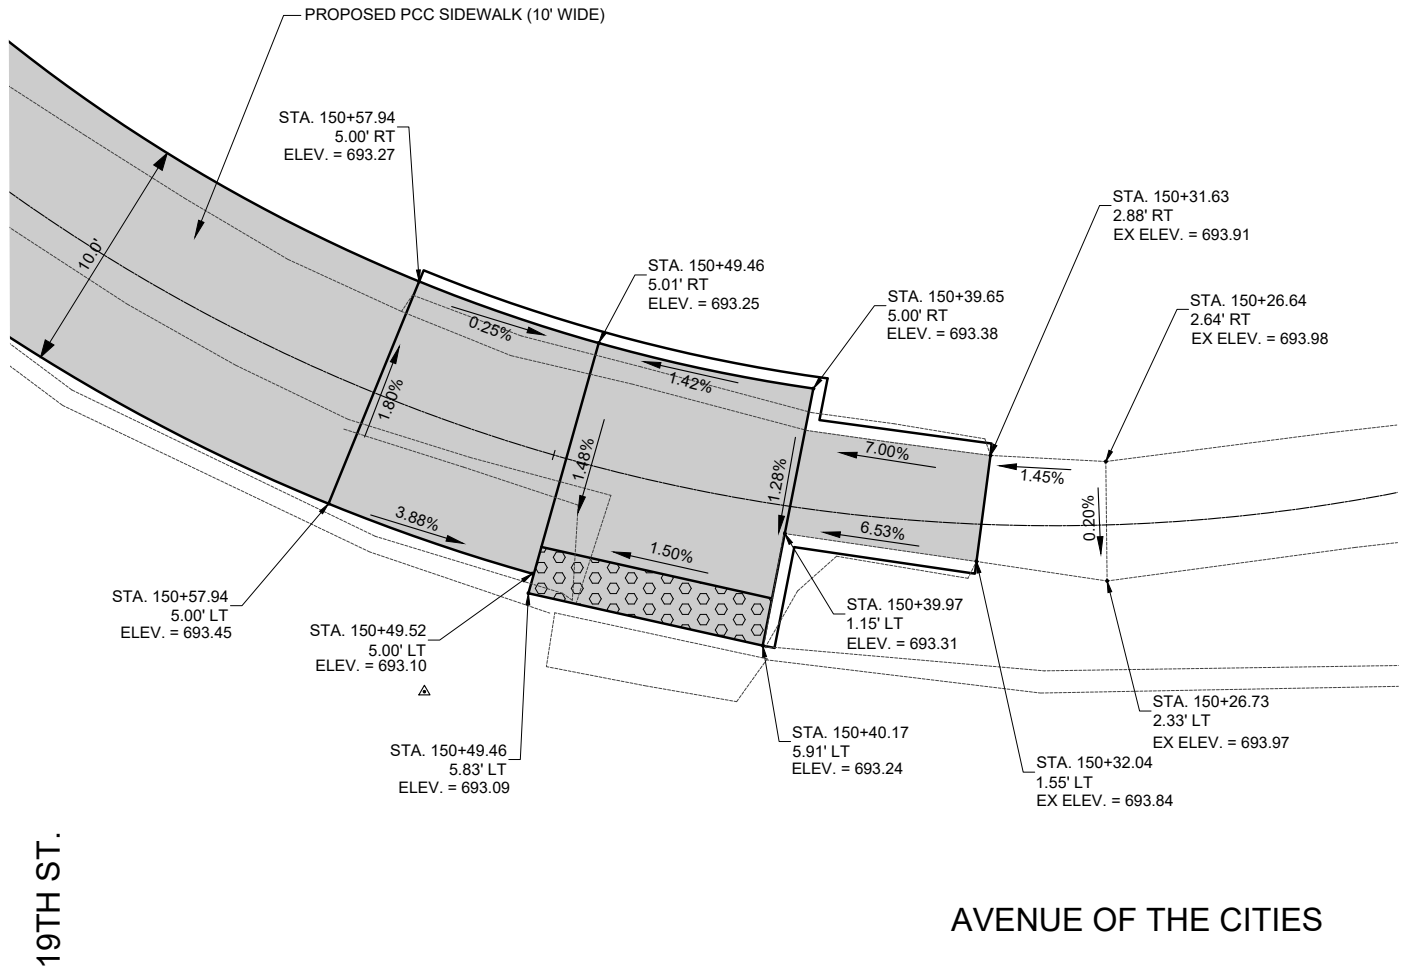 PROPOSED PCC SIDEWALK (10' WIDE)
STA. 150+57.94
5.00' RT
ELEV. = 693.27
STA. 150+31.63
2.88' RT
EX ELEV. = 693.91
STA. 150+49.46
5.01' RT
ELEV. = 693.25
STA. 150+39.65
5.00' RT
ELEV. = 693.38
STA. 150+26.64
2.64' RT
EX ELEV. = 693.98
10.0'
0.25%
1.42%
1.80%
1.48%
1.28%
7.00%
1.45%
3.88%
1.50%
6.53%
0.20%
STA. 150+57.94
5.00' LT
ELEV. = 693.45
STA. 150+49.52
5.00' LT
ELEV. = 693.10
STA. 150+39.97
1.15' LT
ELEV. = 693.31
STA. 150+49.46
5.83' LT
ELEV. = 693.09
STA. 150+40.17
5.91' LT
ELEV. = 693.24
STA. 150+26.73
2.33' LT
EX ELEV. = 693.97
STA. 150+32.04
1.55' LT
EX ELEV. = 693.84
19TH ST.
AVENUE OF THE CITIES